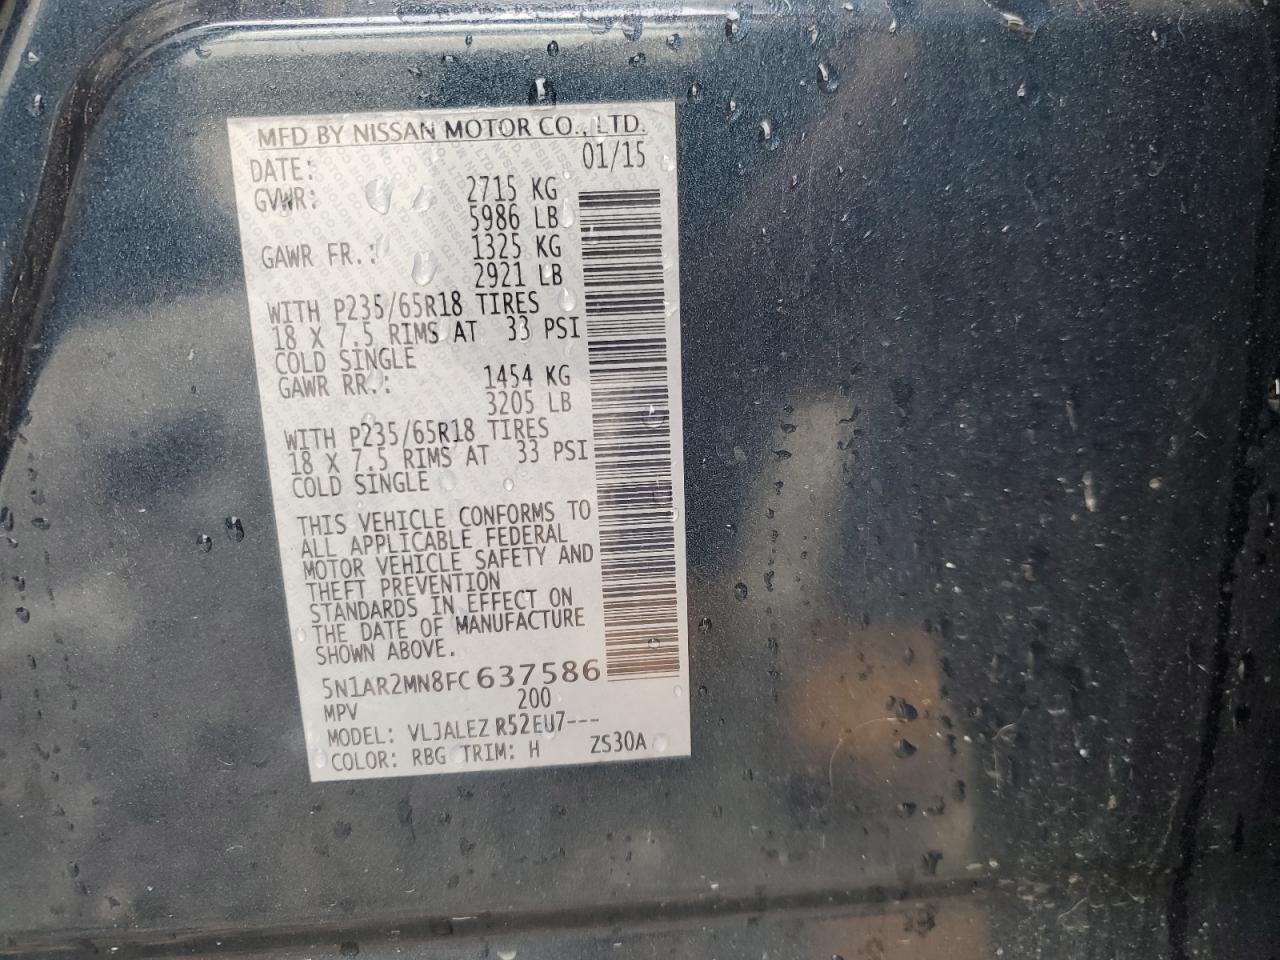 MFD BY NISSAN MOTOR CO., LTD.
DATE: 01/15
GVWR: 2715 KG
5986 LB
GAWR FR.: 1325 KG
2921 LB
WITH P235/65R18 TIRES
18 X 7.5 RIMS AT 33 PSI
COLD SINGLE
GAWR RR.: 1454 KG
3205 LB
WITH P235/65R18 TIRES
18 X 7.5 RIMS AT 33 PSI
COLD SINGLE
THIS VEHICLE CONFORMS TO
ALL APPLICABLE FEDERAL
MOTOR VEHICLE SAFETY AND
THEFT PREVENTION
STANDARDS IN EFFECT ON
THE DATE OF MANUFACTURE
SHOWN ABOVE.
5N1AR2MN8FC637586
MPV 200
MODEL: VLJALEZ R52EU7---
COLOR: RBG TRIM: H ZS30A